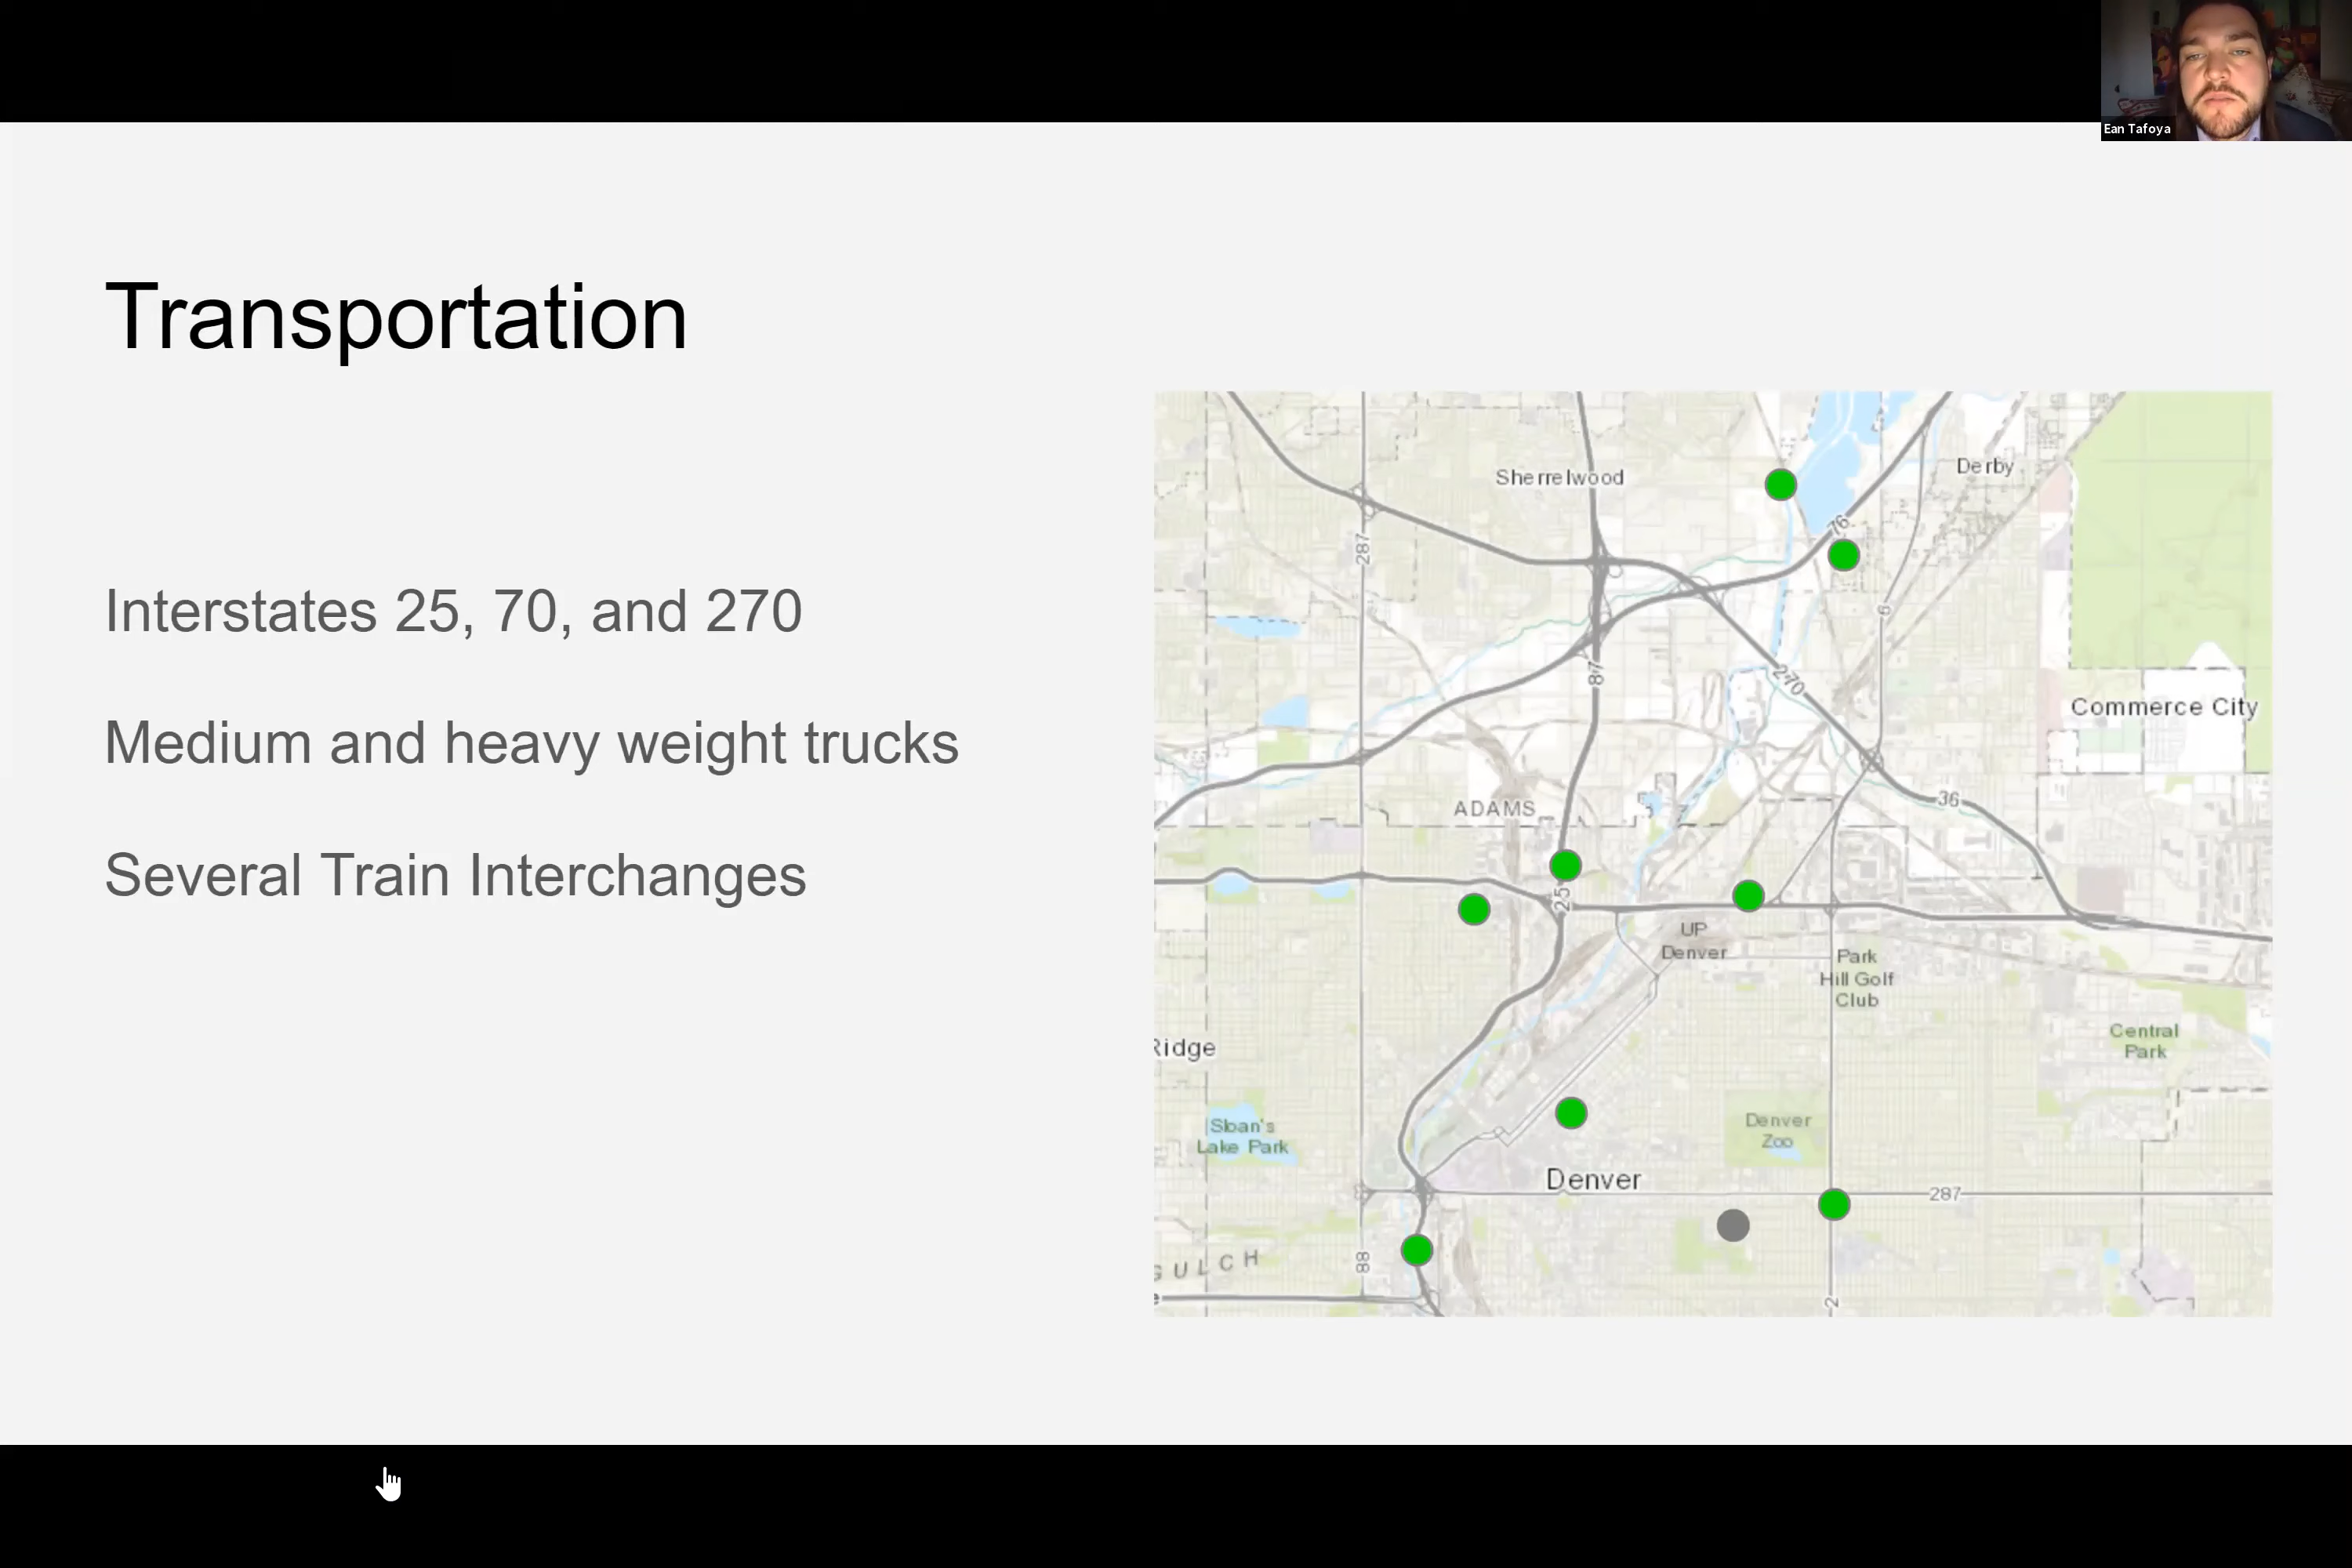 Ean Tafoya
Transportation
Interstates 25, 70, and 270
Medium and heavy weight trucks
Several Train Interchanges
Sherrelwood
Derby
76
287
6
87
270
Commerce City
36
ADAMS
25
UP
Denver
Park
Hill Golf
Club
Central
Park
Ridge
Sloan's
Lake Park
Denver
Zoo
Denver
287
GULCH
88
2